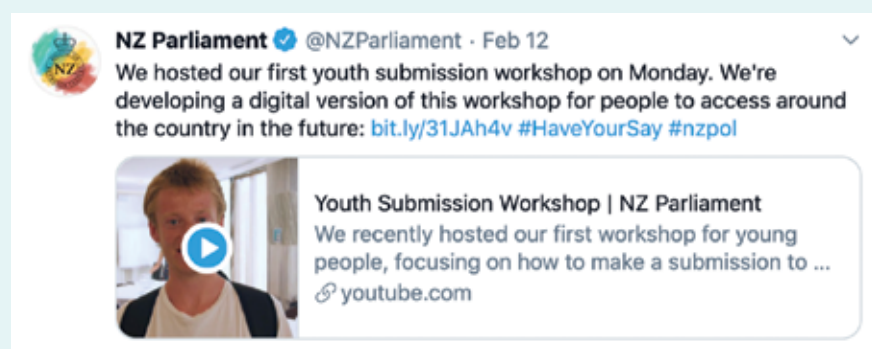 NZ
NZ Parliament @NZParliament · Feb 12
We hosted our first youth submission workshop on Monday. We're
developing a digital version of this workshop for people to access around
the country in the future: bit.ly/31JAh4v #HaveYourSay #nzpol
Youth Submission Workshop | NZ Parliament
We recently hosted our first workshop for young
people, focusing on how to make a submission to ...
youtube.com